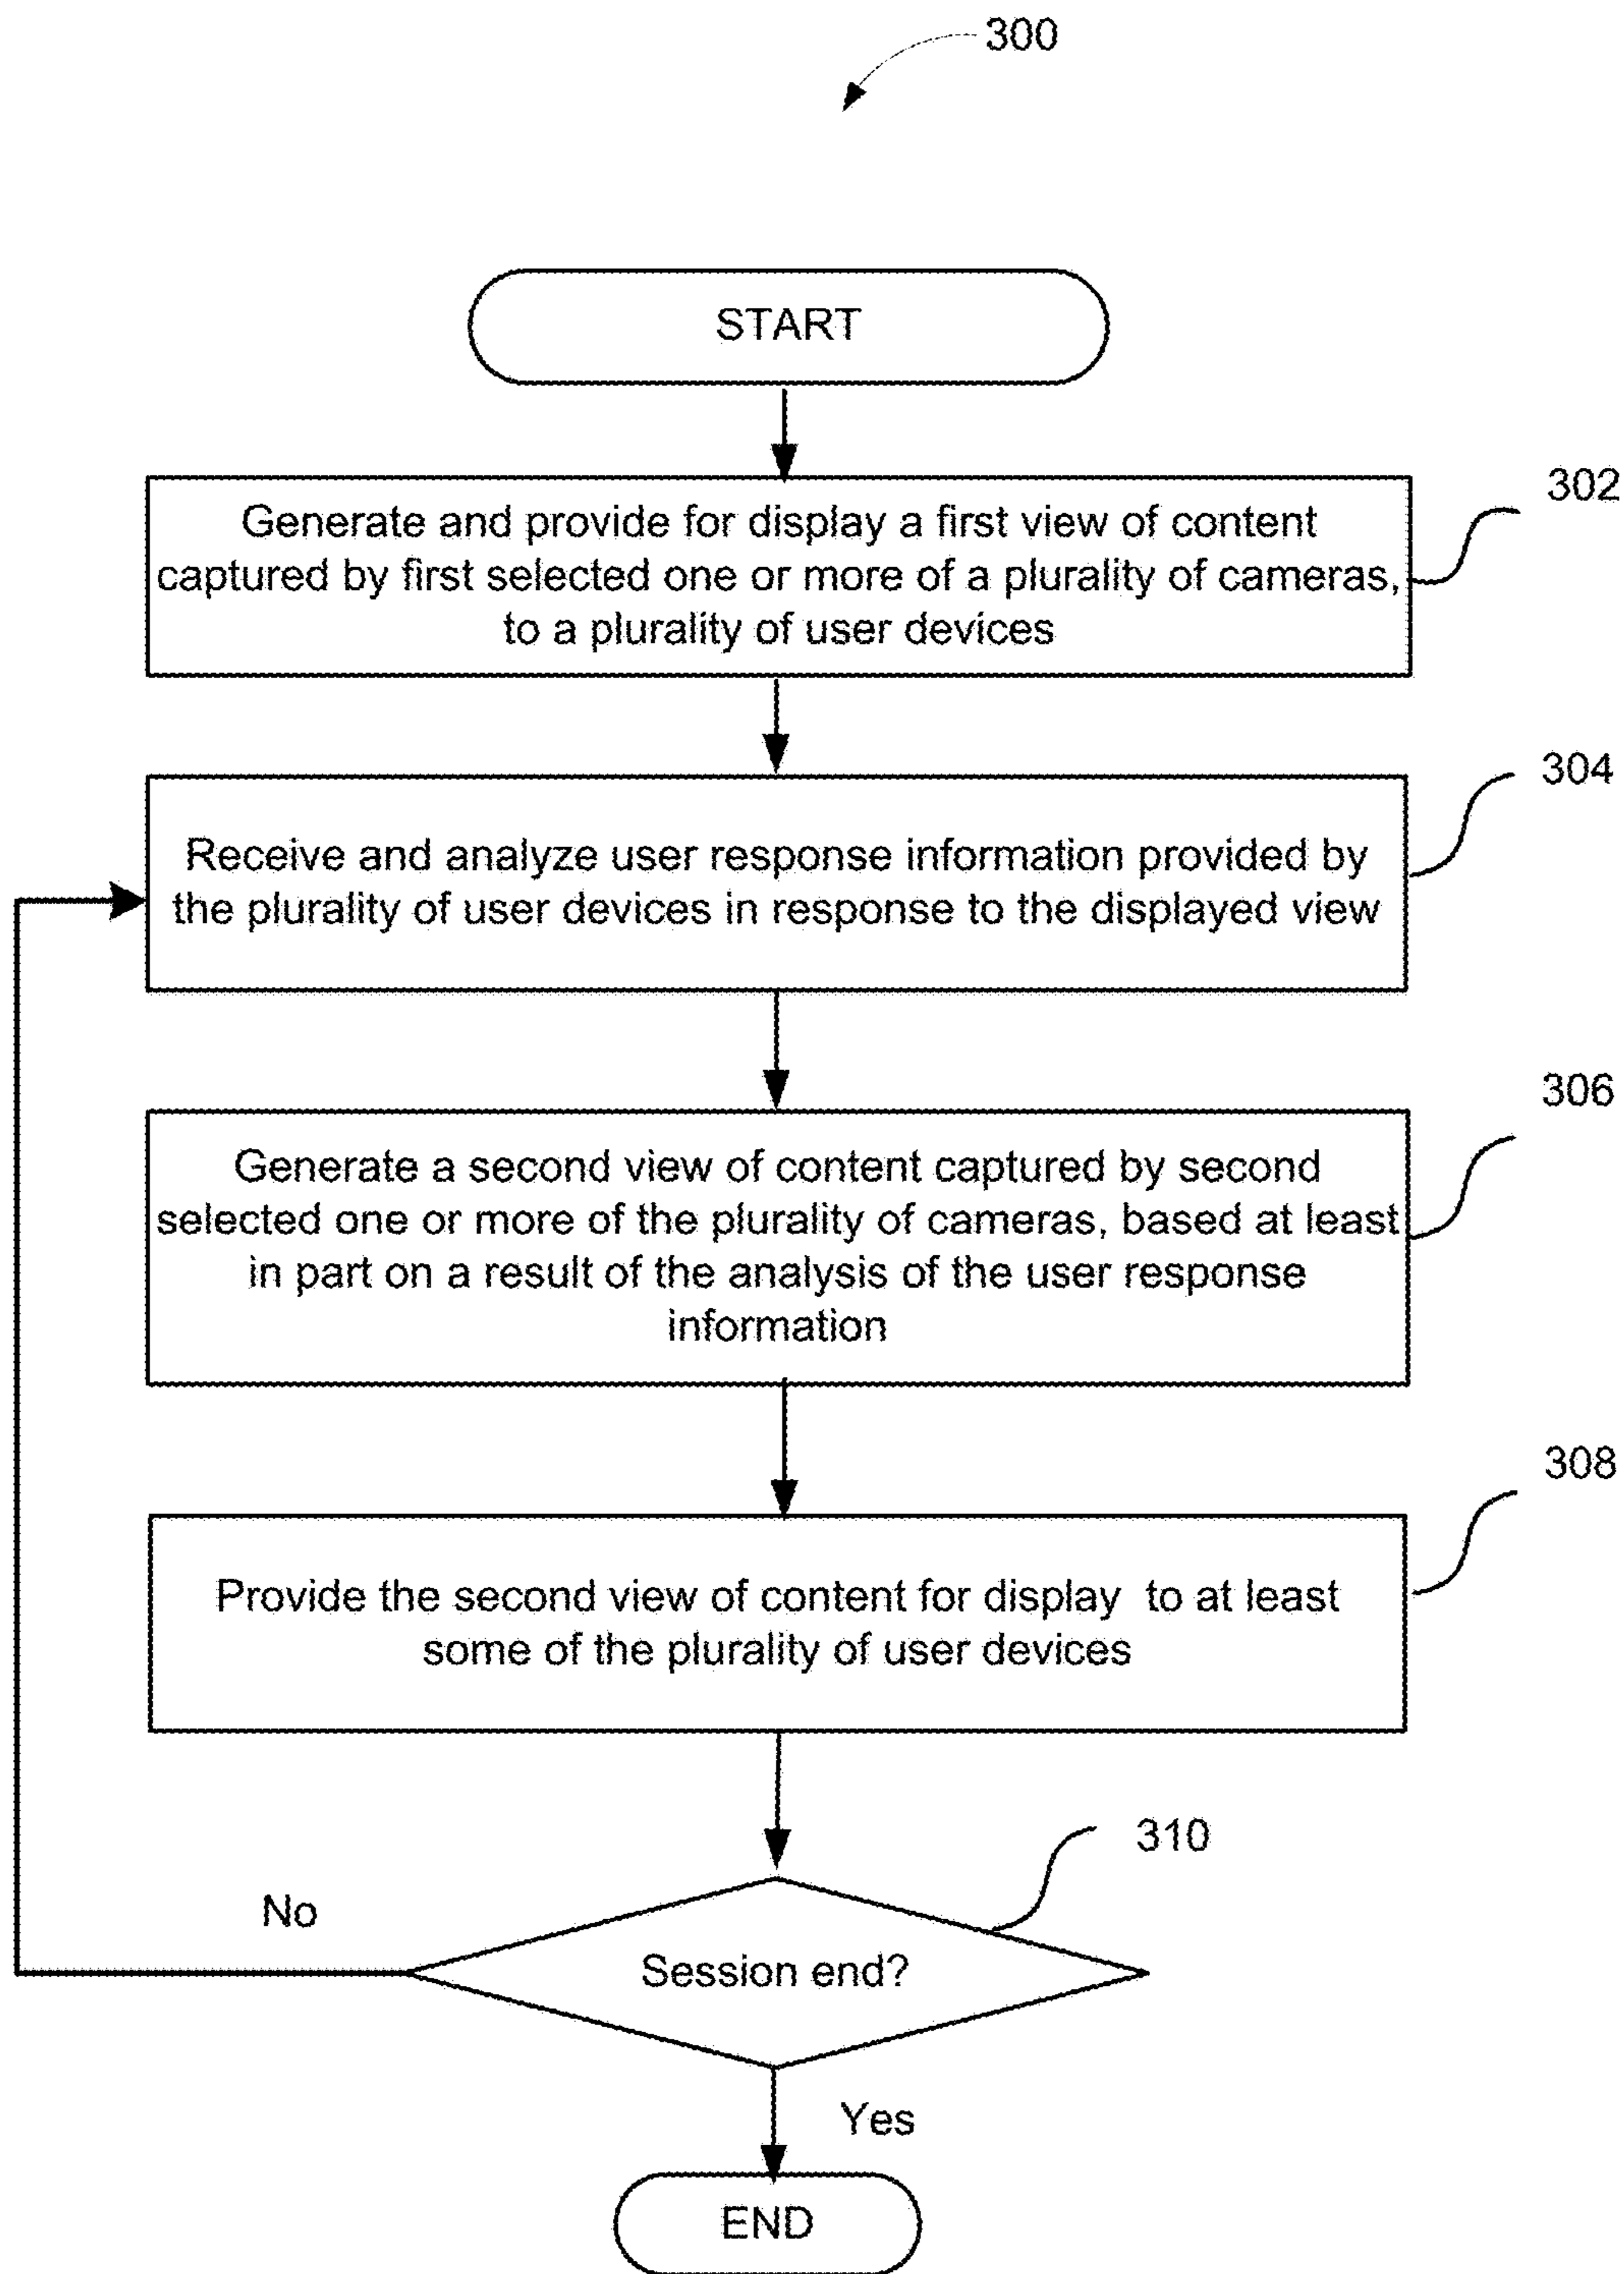 300
START
302
Generate and provide for display a first view of content
captured by first selected one or more of a plurality of cameras,
to a plurality of user devices
304
Receive and analyze user response information provided by
the plurality of user devices in response to the displayed view
306
Generate a second view of content captured by second
selected one or more of the plurality of cameras, based at least
in part on a result of the analysis of the user response
information
308
Provide the second view of content for display to at least
some of the plurality of user devices
310
No
Session end?
Yes
END